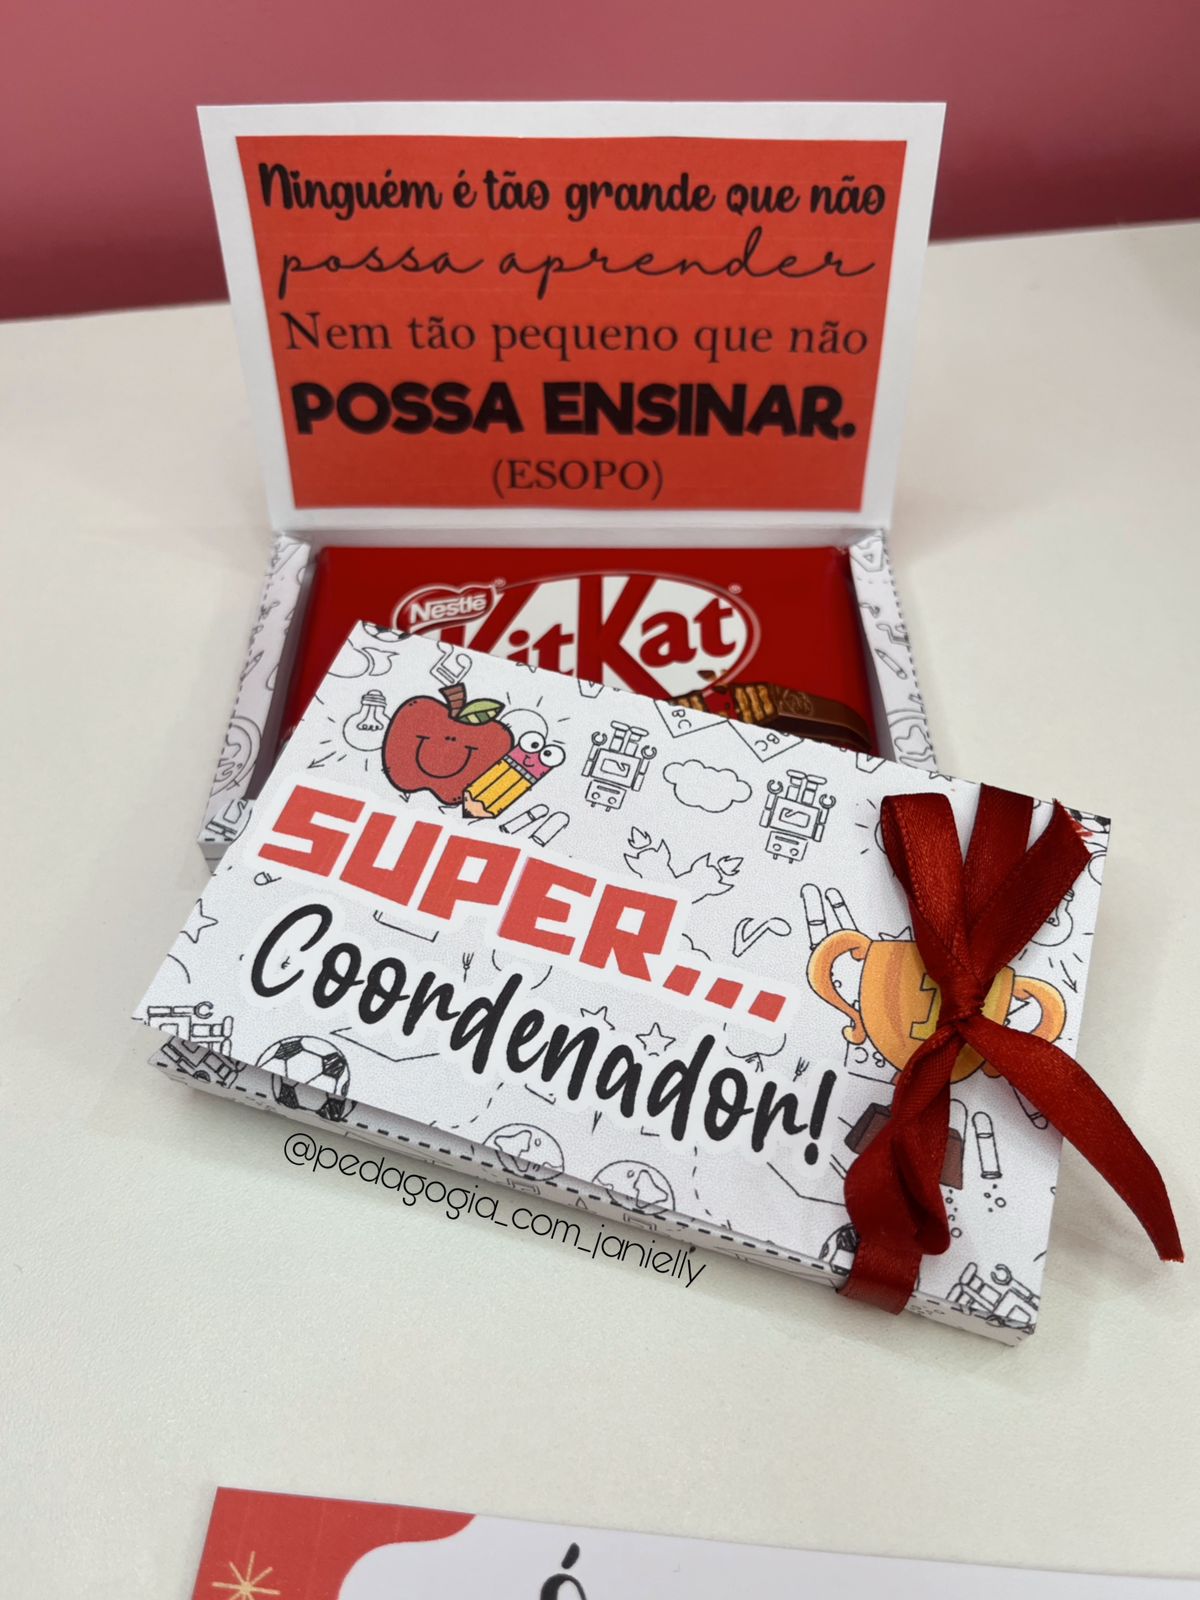 Ninguém é tão grande que não
possa aprender
Nem tão pequeno que não
POSSA ENSINAR.
(ESOPO)
Nestlé
KitKat
SUPER...
Coordenador!
@pedagogia_com_janielly